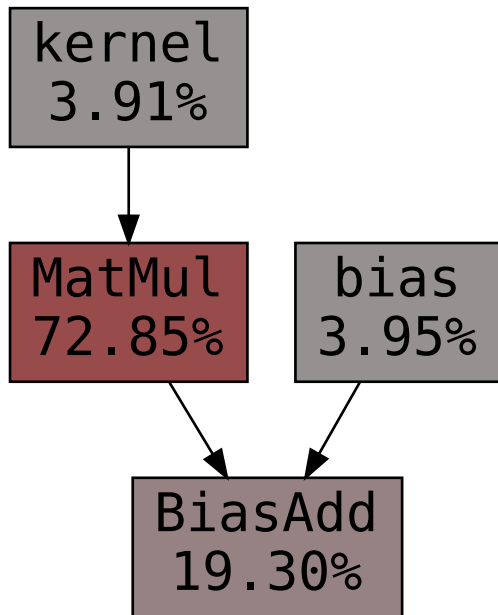 kernel
3.91%
MatMul
72.85%
bias
3.95%
BiasAdd
19.30%